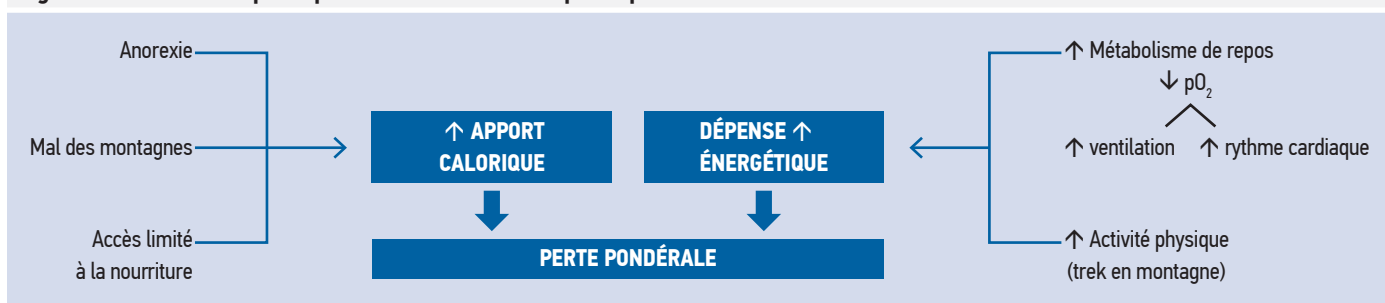 Anorexie
Mal des montagnes
Accès limité
à la nourriture
↑ APPORT
CALORIQUE
DÉPENSE ↑
ÉNERGÉTIQUE
PERTE PONDÉRALE
↑ Métabolisme de repos
↓ pO₂
↑ ventilation ↑ rythme cardiaque
↑ Activité physique
(trek en montagne)